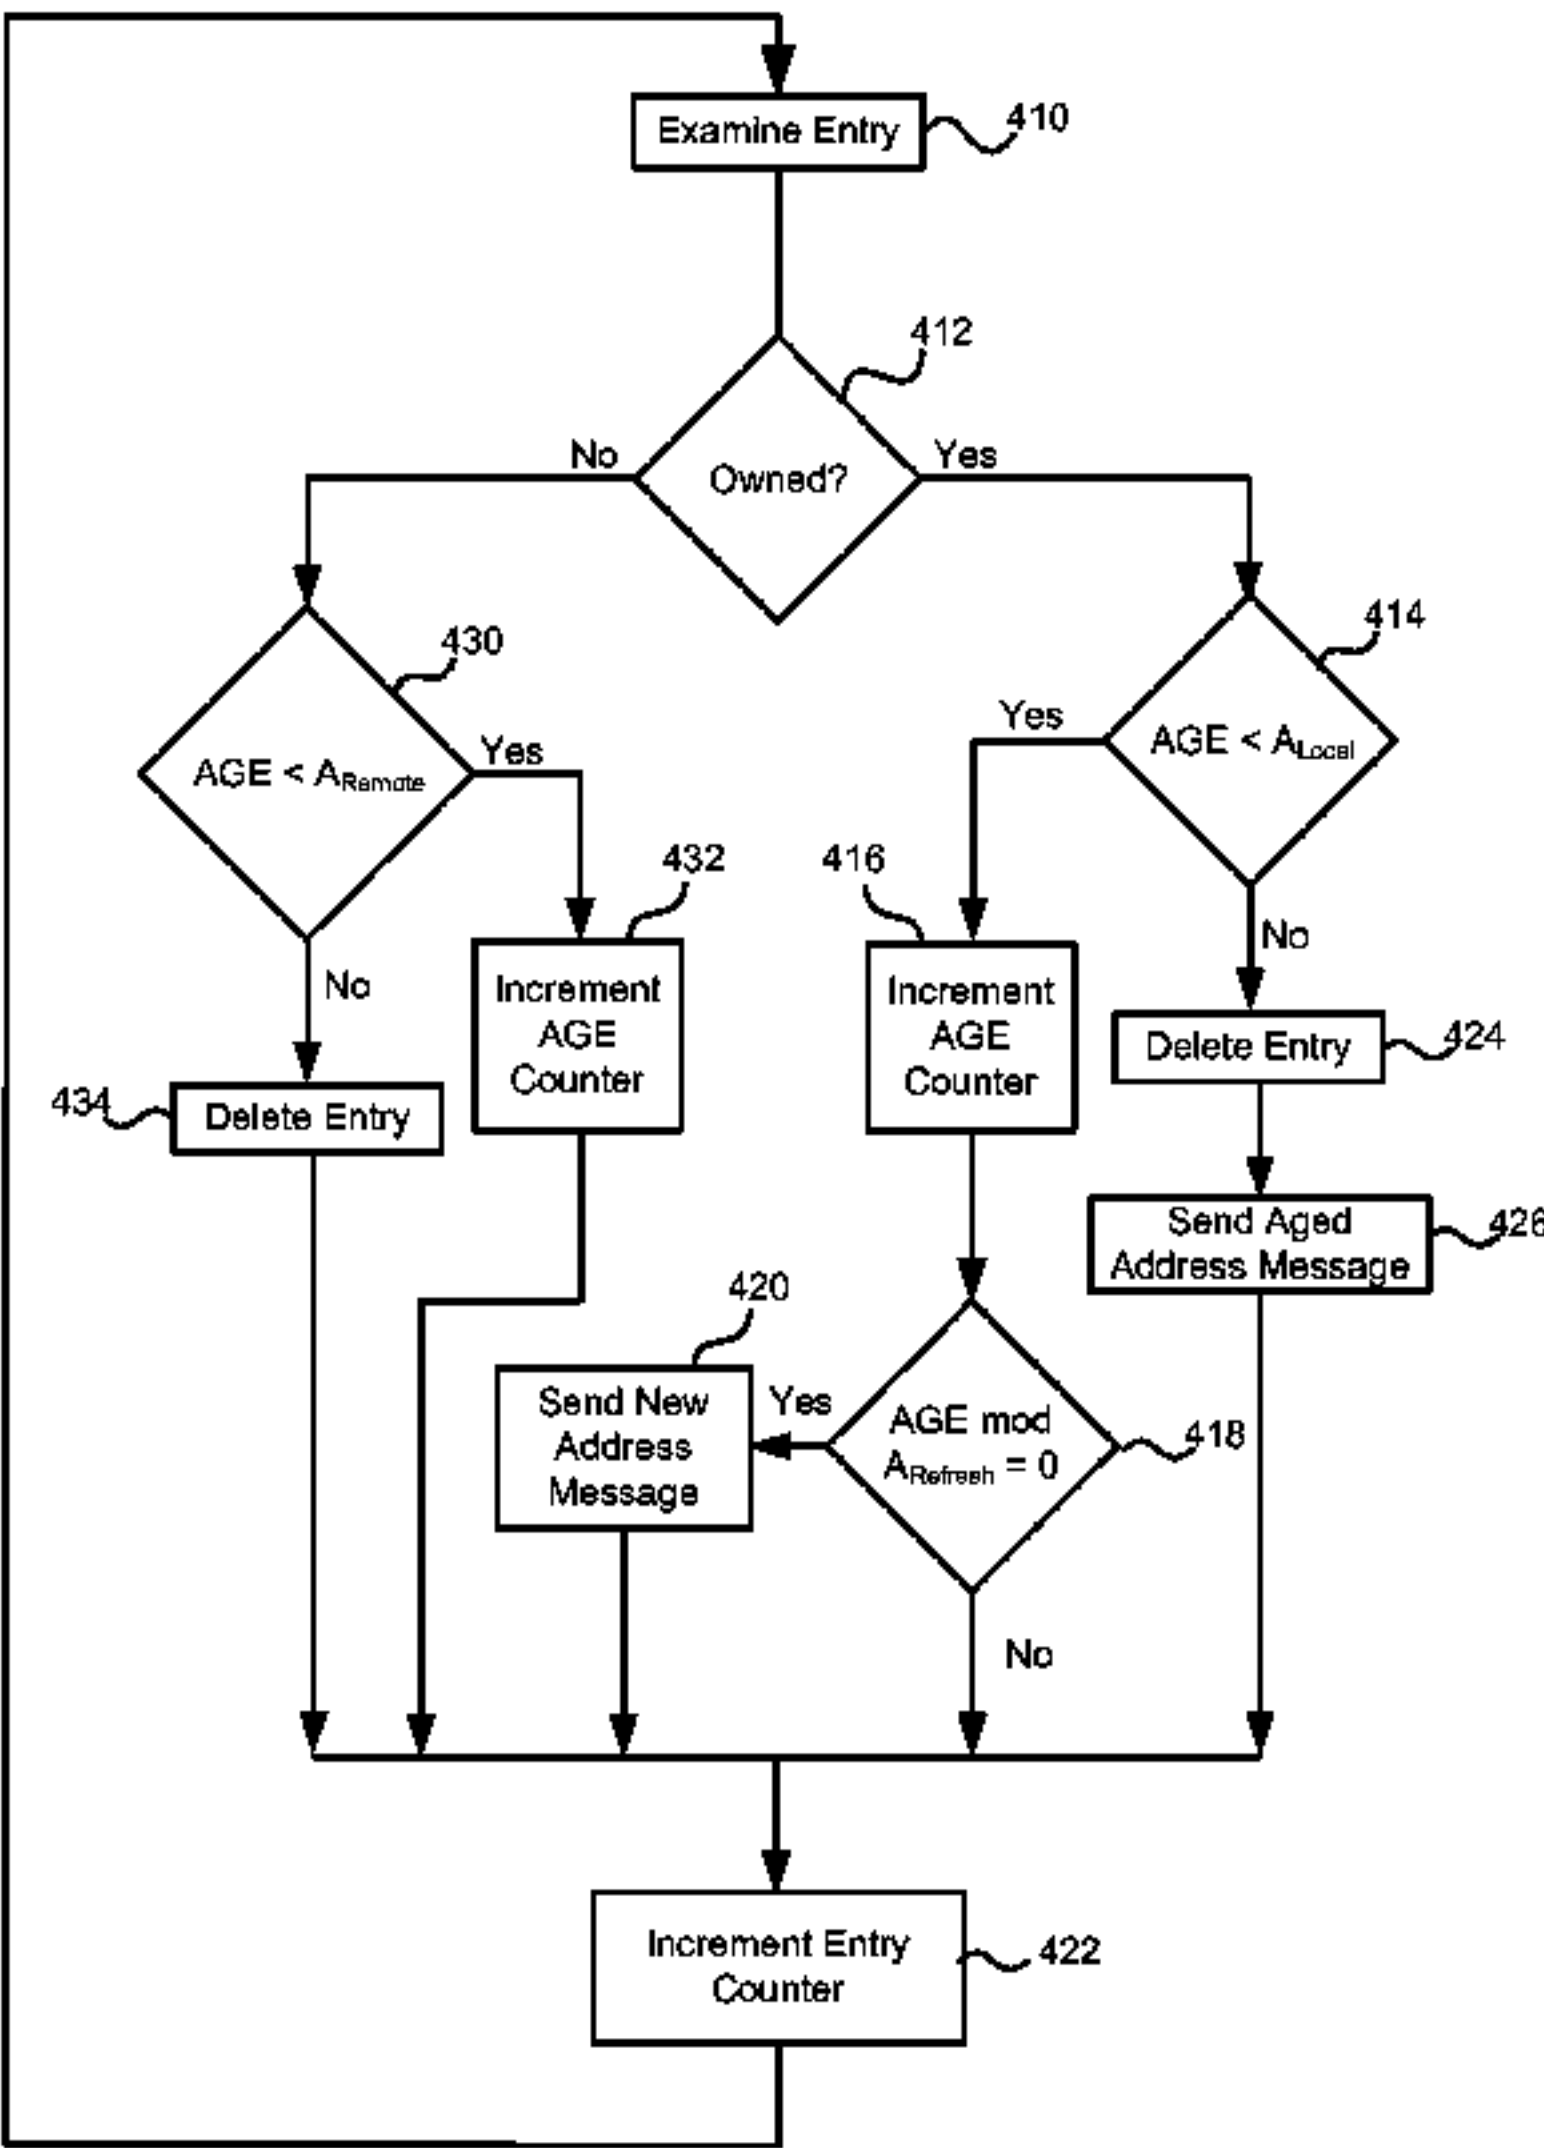 Examine Entry
410
412
Owned?
No
Yes
430
414
AGE < ARemote
Yes
Yes
AGE < ALocal
432
416
No
No
Increment
AGE
Counter
Increment
AGE
Counter
Delete Entry
424
434
Delete Entry
Send Aged
Address Message
426
420
Send New
Address
Message
Yes
AGE mod
ARefresh = 0
418
No
Increment Entry
Counter
422